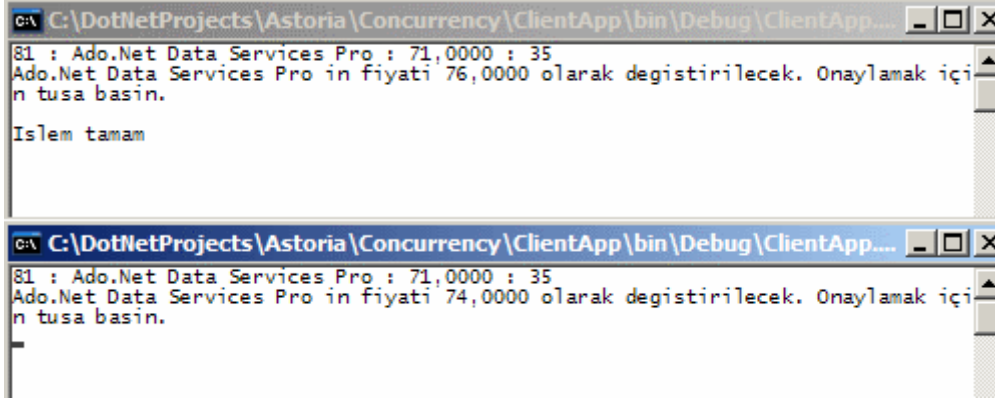 C:\DotNetProjects\Astoria\Concurrency\ClientApp\bin\Debug\ClientApp....
81 : Ado.Net Data Services Pro : 71,0000 : 35
Ado.Net Data Services Pro in fiyati 76,0000 olarak degistirilecek. Onaylamak içi
n tusa basin.
Islem tamam
C:\DotNetProjects\Astoria\Concurrency\ClientApp\bin\Debug\ClientApp....
81 : Ado.Net Data Services Pro : 71,0000 : 35
Ado.Net Data Services Pro in fiyati 74,0000 olarak degistirilecek. Onaylamak içi
n tusa basin.